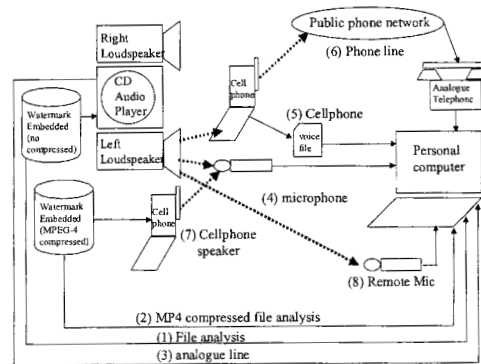 Public phone network
(6) Phone line
Right
Loudspeaker
CD
Audio
Player
Cell
phone
Analogue
Telephone
Watermark
Embedded
(no
compressed)
Left
Loudspeaker
(5) Cellphone
voice
file
Personal
computer
(4) microphone
Watermark
Embedded
(MPEG-4
compressed)
Cell
phone
(7) Cellphone
speaker
(8) Remote Mic
(2) MP4 compressed file analysis
(1) File analysis
(3) analogue line